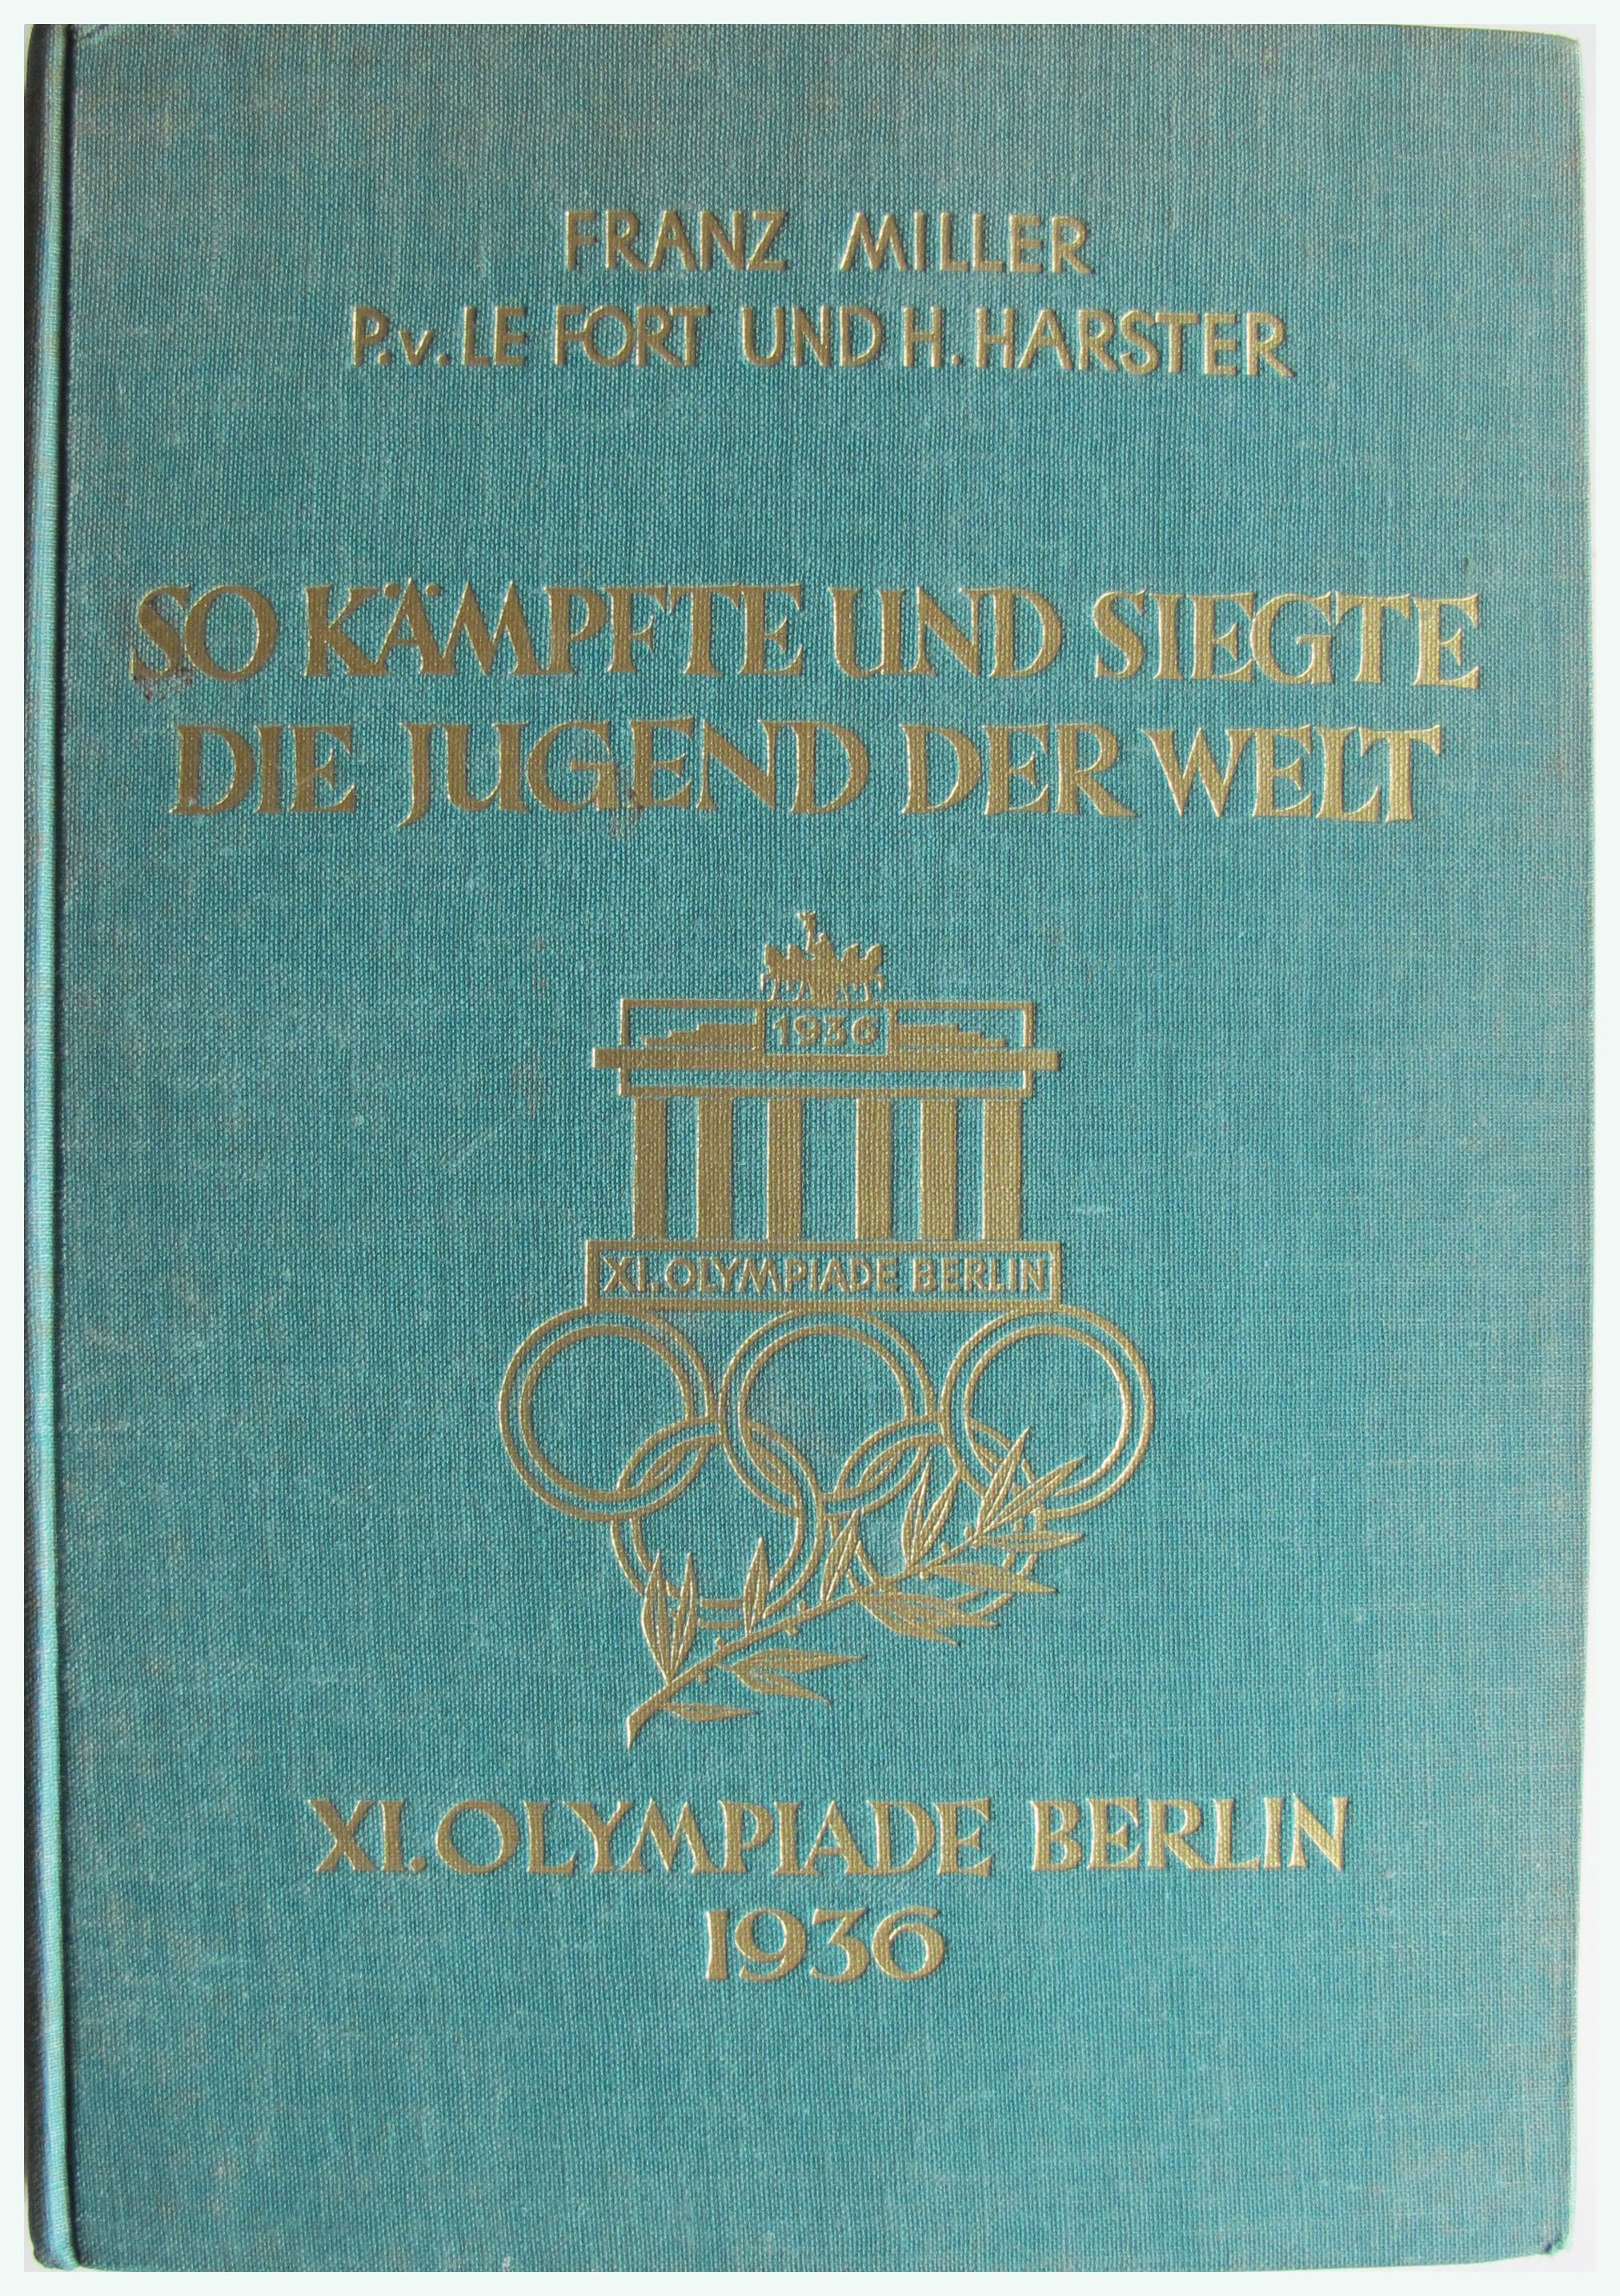 FRANZ MILLER
P.v. LE FORT UND H. HARSTER
SO KÄMPFTE UND SIEGTE
DIE JUGEND DER WELT
1936
XI. OLYMPIADE BERLIN
XI. OLYMPIADE BERLIN
1936